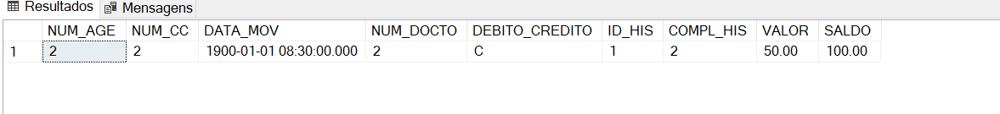 Resultados Mensagens
NUM_AGE NUM_CC DATA_MOV NUM_DOCTO DEBITO_CREDITO ID_HIS COMPL_HIS VALOR SALDO
1 2 2 1900-01-01 08:30:00.000 2 C 1 2 50.00 100.00